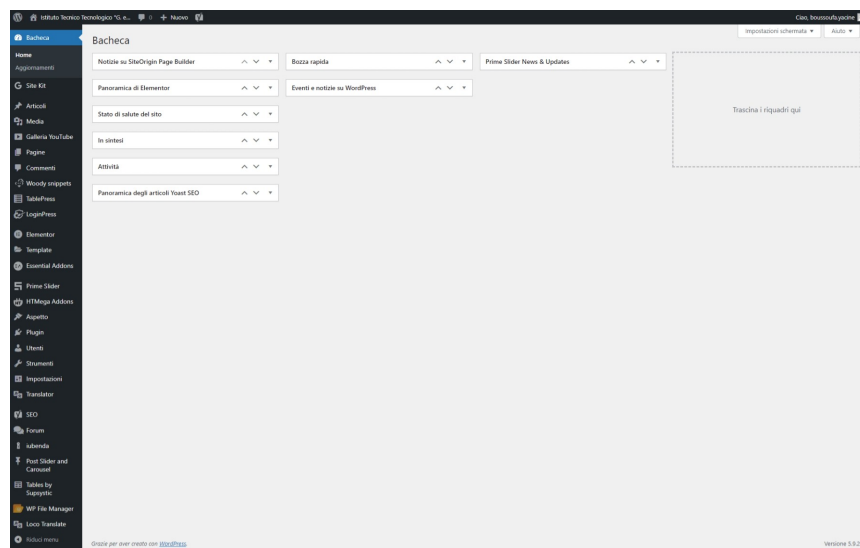 Istituto Tecnico Tecnologico "G. e...
0
Nuovo
Ciao, boussoufa.yacine
Impostazioni schermata
Aiuto
Bacheca
Home
Aggiornamenti
Site Kit
Articoli
Media
Galleria YouTube
Pagine
Commenti
Woody snippets
TablePress
LoginPress
Elementor
Template
Essential Addons
Prime Slider
HTMega Addons
Aspetto
Plugin
Utenti
Strumenti
Impostazioni
Translator
SEO
Forum
iubenda
Post Slider and
Carousel
Tables by
Supsystic
WP File Manager
Loco Translate
Riduci menu
Bacheca
Notizie su SiteOrigin Page Builder
Panoramica di Elementor
Stato di salute del sito
In sintesi
Attività
Panoramica degli articoli Yoast SEO
Bozza rapida
Eventi e notizie su WordPress
Prime Slider News & Updates
Trascina i riquadri qui
Grazie per aver creato con WordPress.
Versione 5.9.2